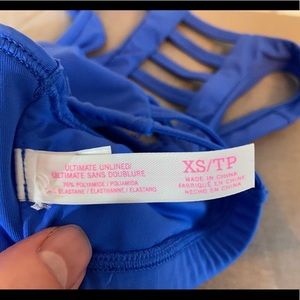 ULTIMATE UNLINED/
ULTIMATE SANS DOUBLURE
POLYAMIDE / POLIAMIDA
ELASTANE / ÉLASTHANNE / ELASTANO
XS/TP
MADE IN CHINA
FABRIQUÉ EN CHINE
HECHO EN CHINA